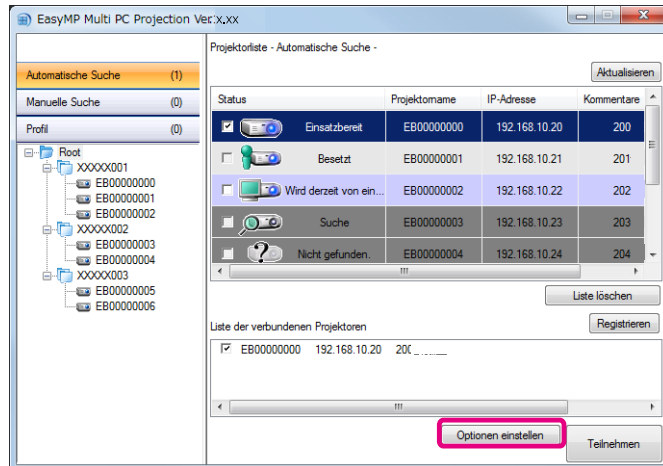 EasyMP Multi PC Projection Ver.x.xx
Projektorliste - Automatische Suche -
Aktualisieren
Automatische Suche (1)
Manuelle Suche (0)
Profil (0)
Root
XXXXX001
EB00000000
EB00000001
EB00000002
XXXXX002
EB00000003
EB00000004
XXXXX003
EB00000005
EB00000006
Status Projektorname IP-Adresse Kommentare
Einsatzbereit EB00000000 192.168.10.20 200
Besetzt EB00000001 192.168.10.21 201
Wird derzeit von ein... EB00000002 192.168.10.22 202
Suche EB00000003 192.168.10.23 203
Nicht gefunden. EB00000004 192.168.10.24 204
Liste löschen
Liste der verbundenen Projektoren
Registrieren
EB00000000 192.168.10.20 200
Optionen einstellen
Teilnehmen